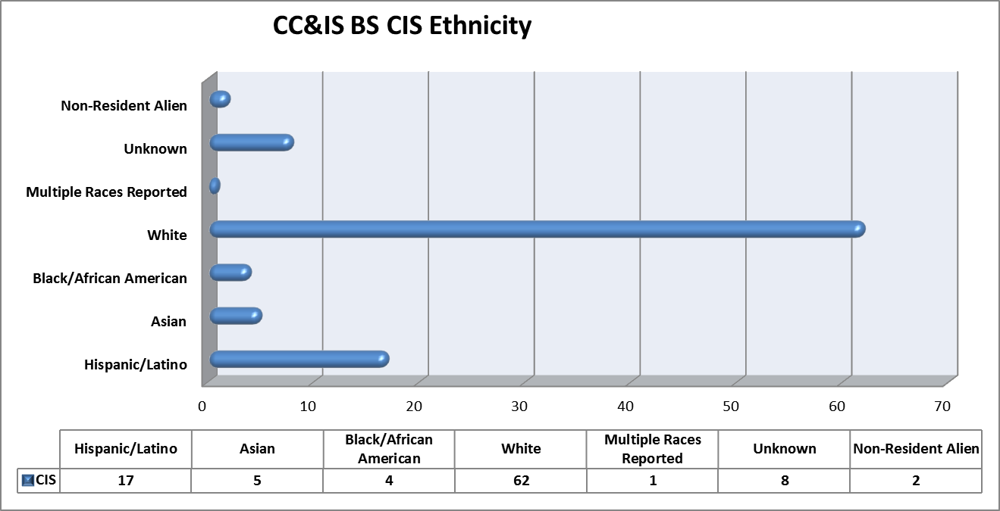 CC&IS BS CIS Ethnicity
Non-Resident Alien
Unknown
Multiple Races Reported
White
Black/African American
Asian
Hispanic/Latino
0 10 20 30 40 50 60 70
Hispanic/Latino Asian Black/African American White Multiple Races Reported Unknown Non-Resident Alien
CIS 17 5 4 62 1 8 2